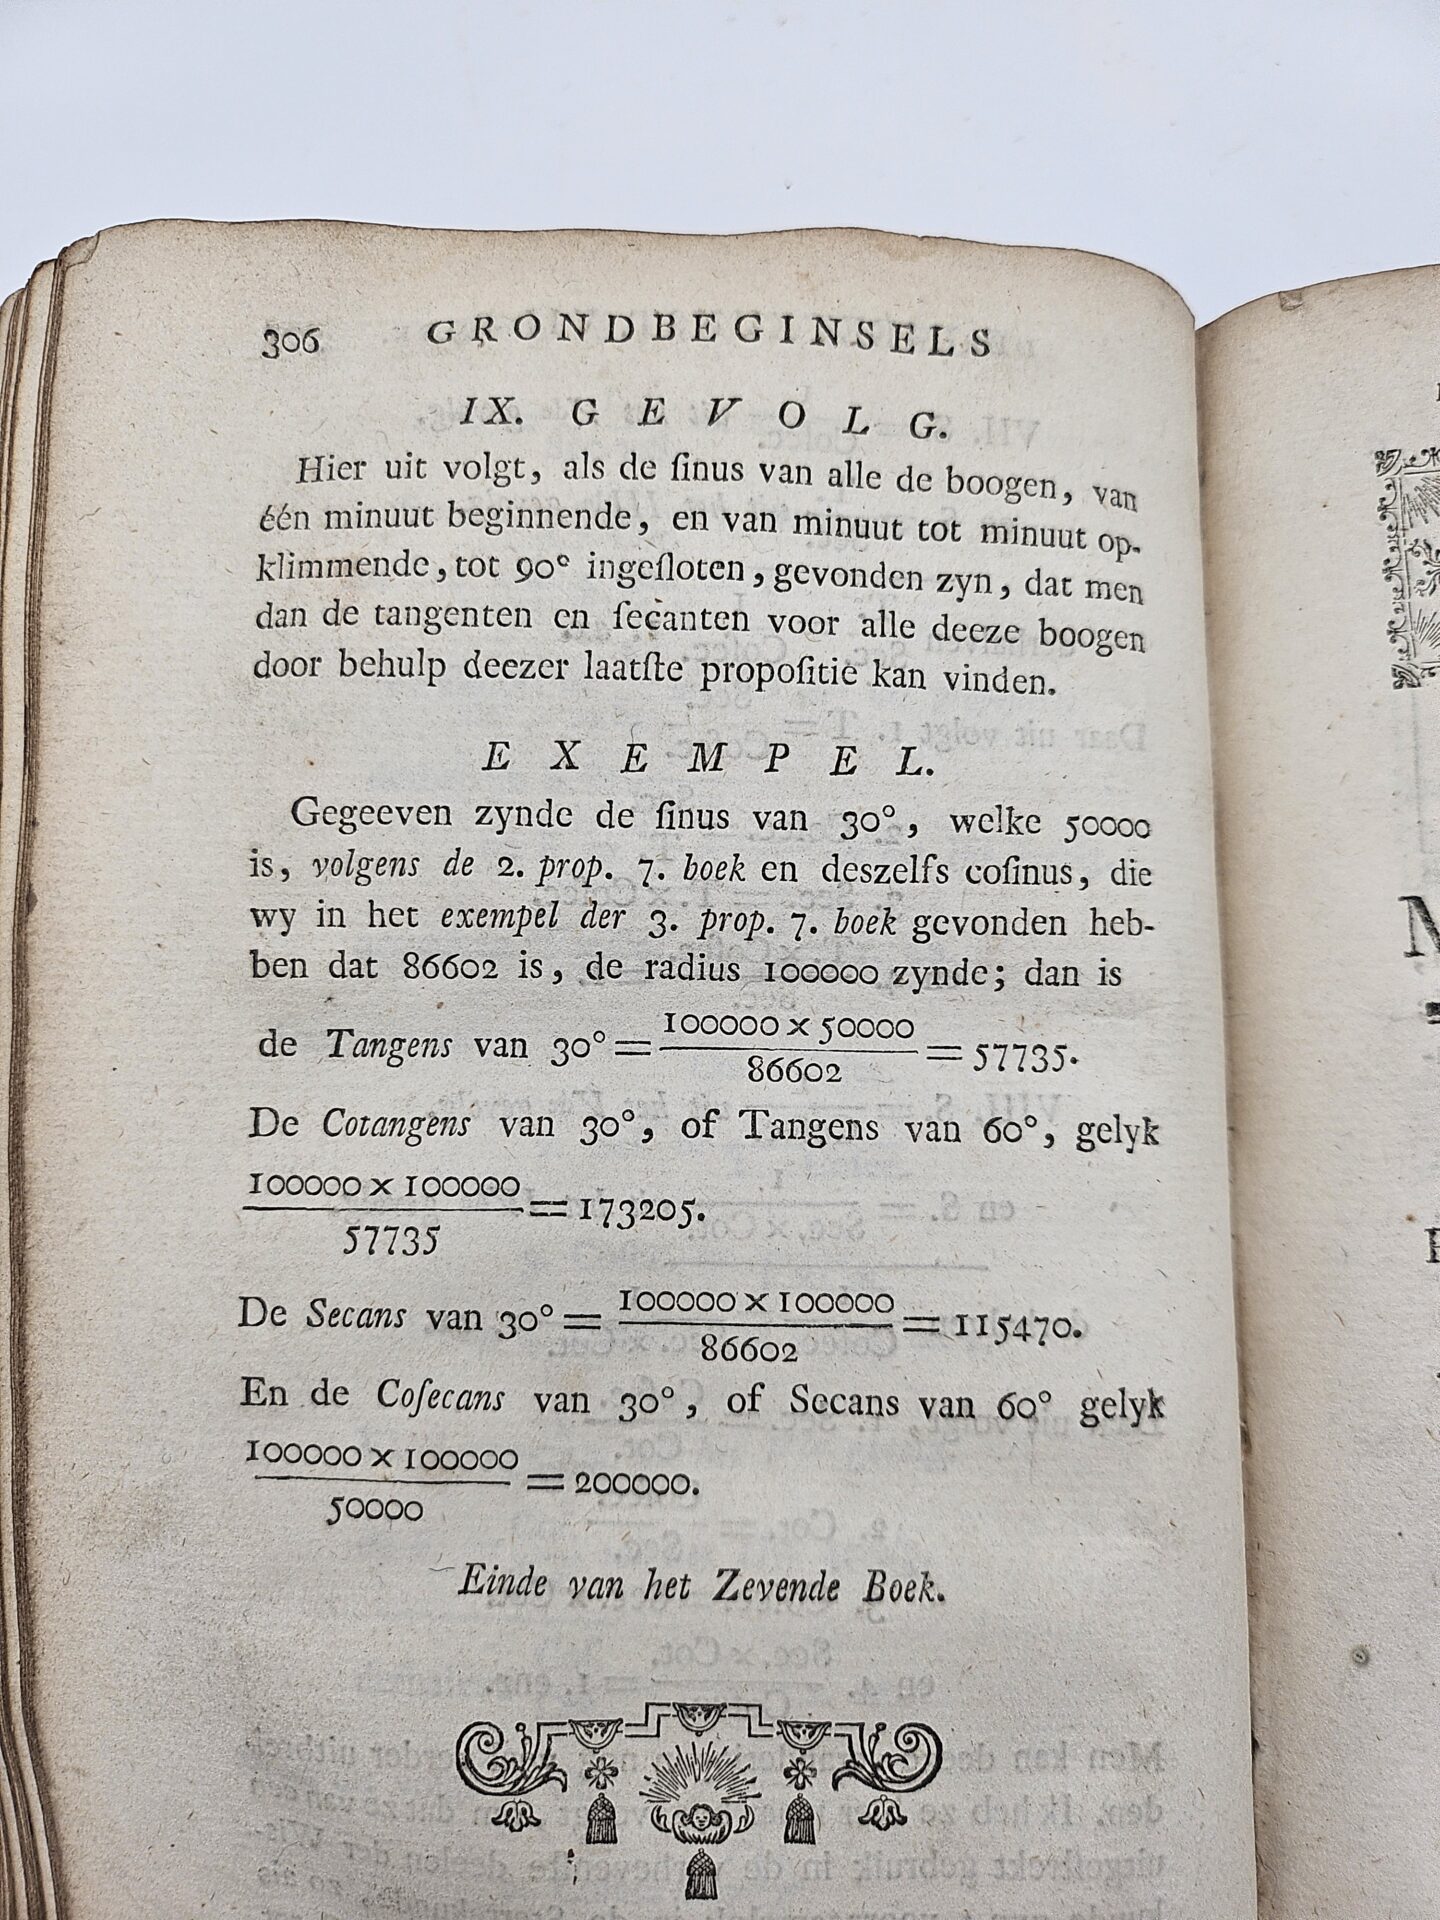 306 GRONDBEGINSELS
IX. GEVOLG.
Hier uit volgt, als de ſinus van alle de boogen, van
één minuut beginnende, en van minuut tot minuut op-
klimmende, tot 90° ingeſloten, gevonden zyn, dat men
dan de tangenten en ſecanten voor alle deeze boogen
door behulp deezer laatſte propoſitie kan vinden.
EXEMPEL.
Gegeeven zynde de ſinus van 30°, welke 50000
is, volgens de 2. prop. 7. boek en deszelfs coſinus, die
wy in het exempel der 3. prop. 7. boek gevonden heb-
ben dat 86602 is, de radius 100000 zynde; dan is
de Tangens van 30° = 100000 x 50000 / 86602 = 57735.
De Cotangens van 30°, of Tangens van 60°, gelyk
100000 x 100000 / 57735 = 173205.
De Secans van 30° = 100000 x 100000 / 86602 = 115470.
En de Coſecans van 30°, of Secans van 60° gelyk
100000 x 100000 / 50000 = 200000.
Einde van het Zevende Boek.